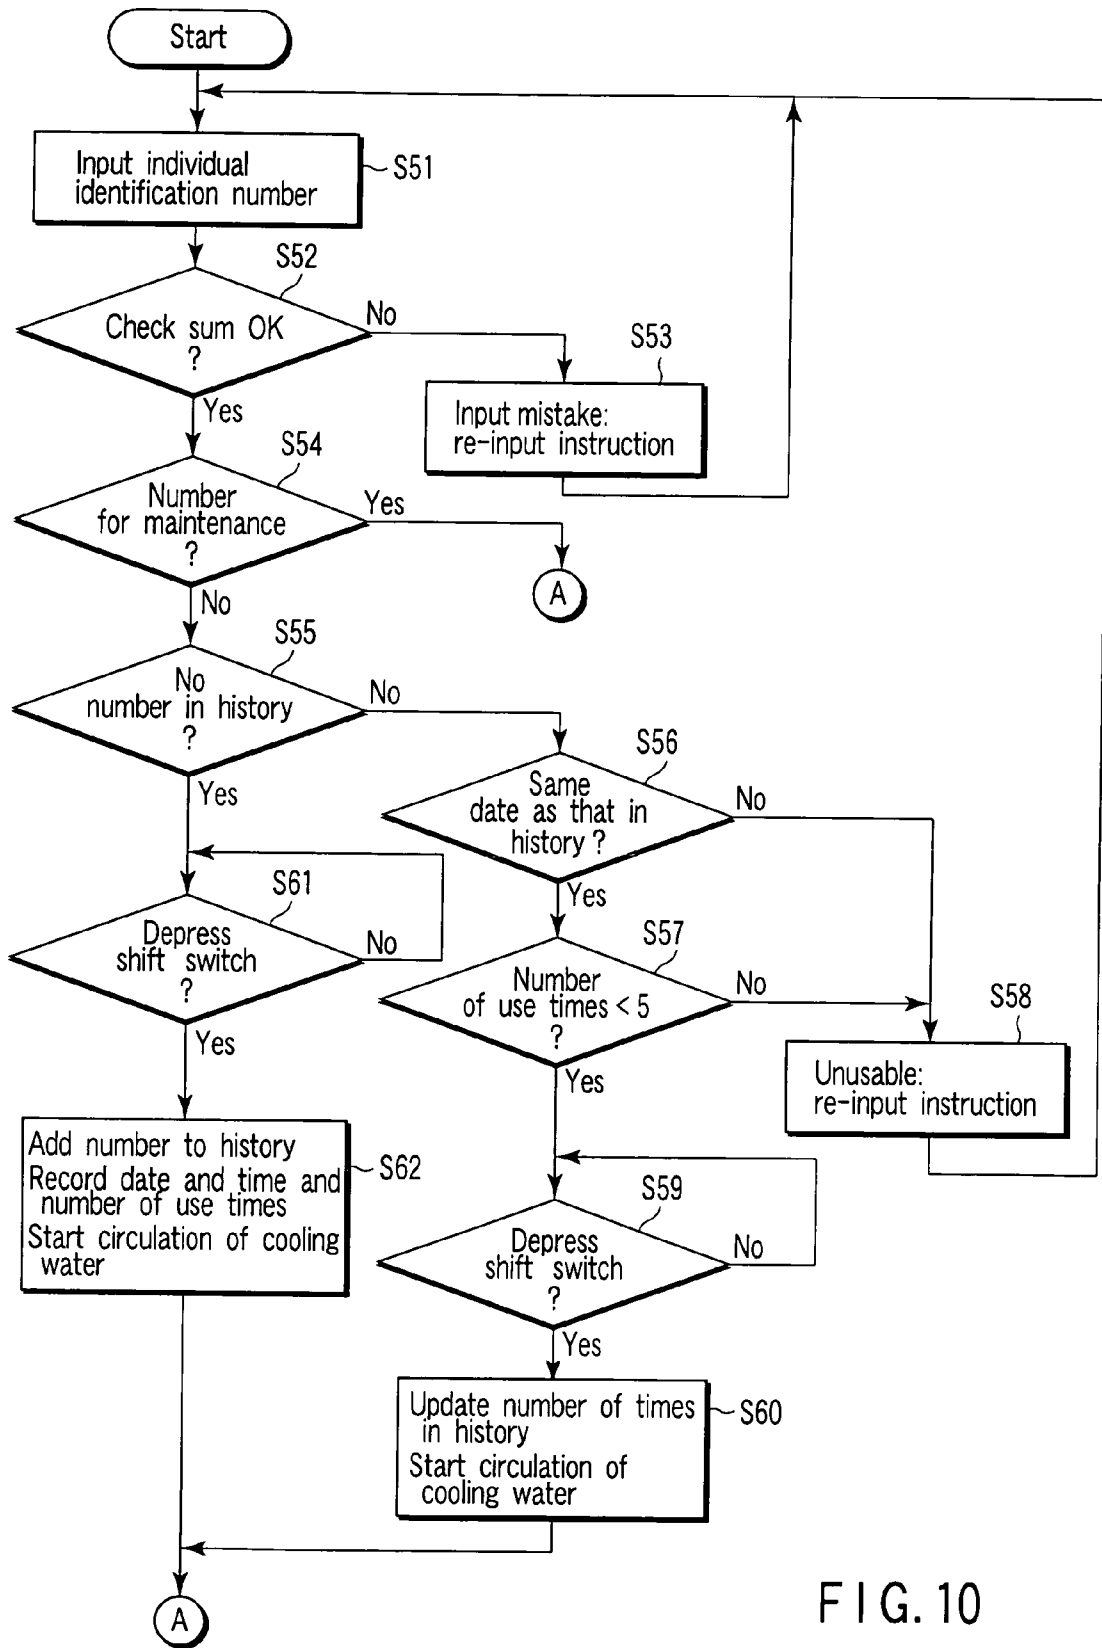 Start
Input individual
identification number
S51
S52
Check sum OK
?
No
Yes
S53
Input mistake:
re-input instruction
S54
Number
for maintenance
?
Yes
No
A
S55
No
number in history
?
No
Yes
S56
Same
date as that in
history ?
No
Yes
S61
Depress
shift switch
?
No
Yes
S57
Number
of use times < 5
?
No
Yes
S58
Unusable:
re-input instruction
Add number to history
Record date and time and
number of use times
Start circulation of cooling
water
S62
S59
Depress
shift switch
?
No
Yes
Update number of times
in history
Start circulation of
cooling water
S60
A
FIG. 10